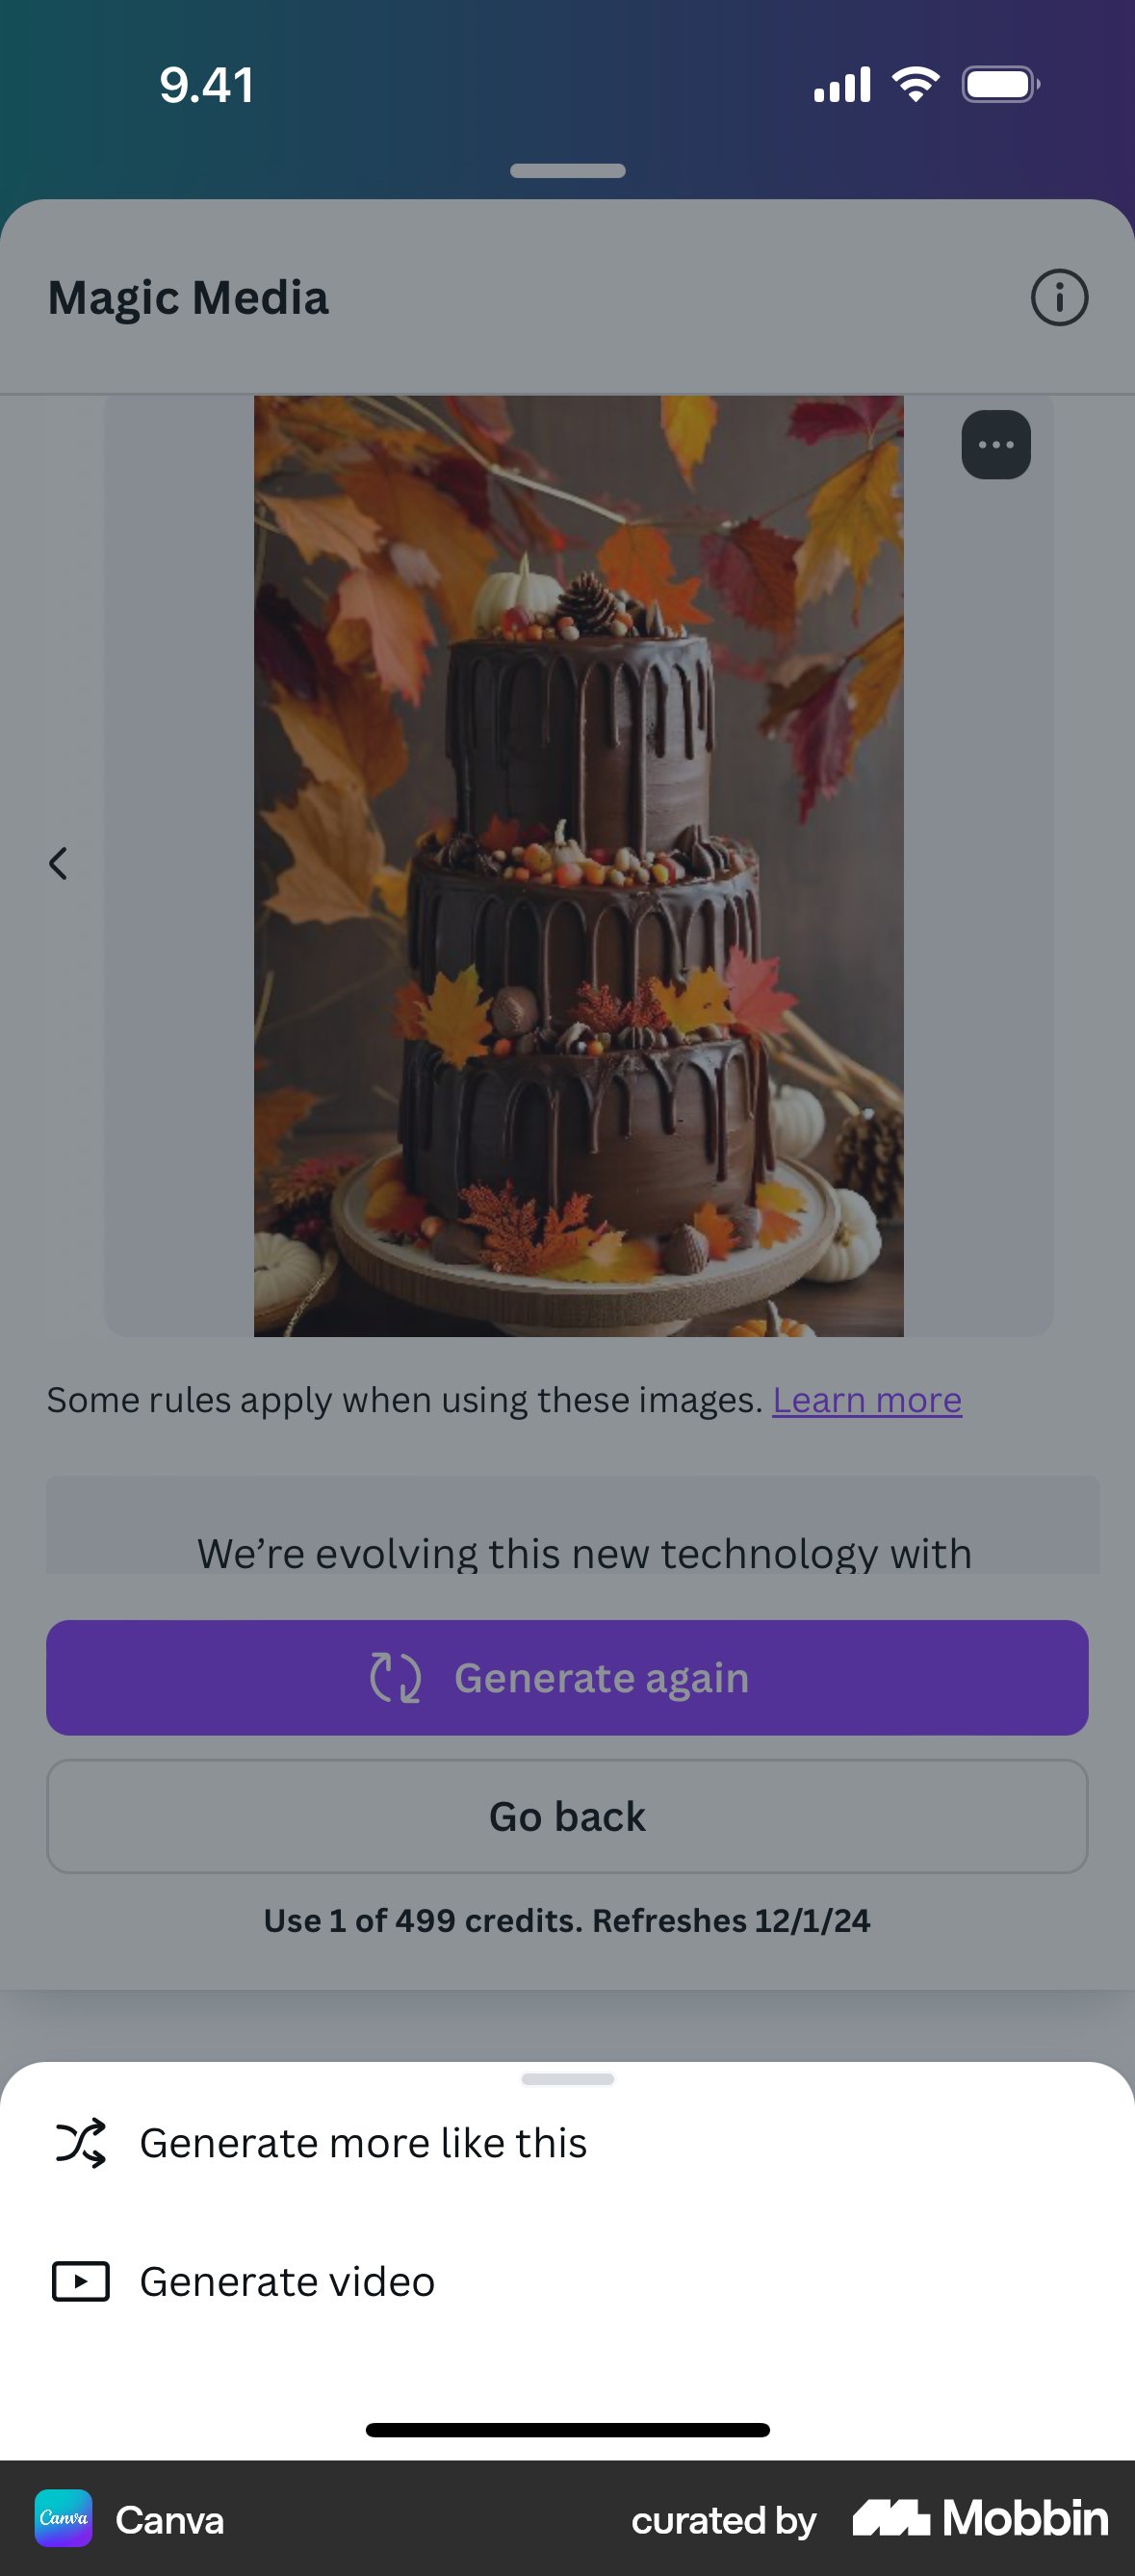 9.41
Magic Media
Some rules apply when using these images. Learn more
We’re evolving this new technology with
Generate again
Go back
Use 1 of 499 credits. Refreshes 12/1/24
Generate more like this
Generate video
Canva Canva curated by Mobbin